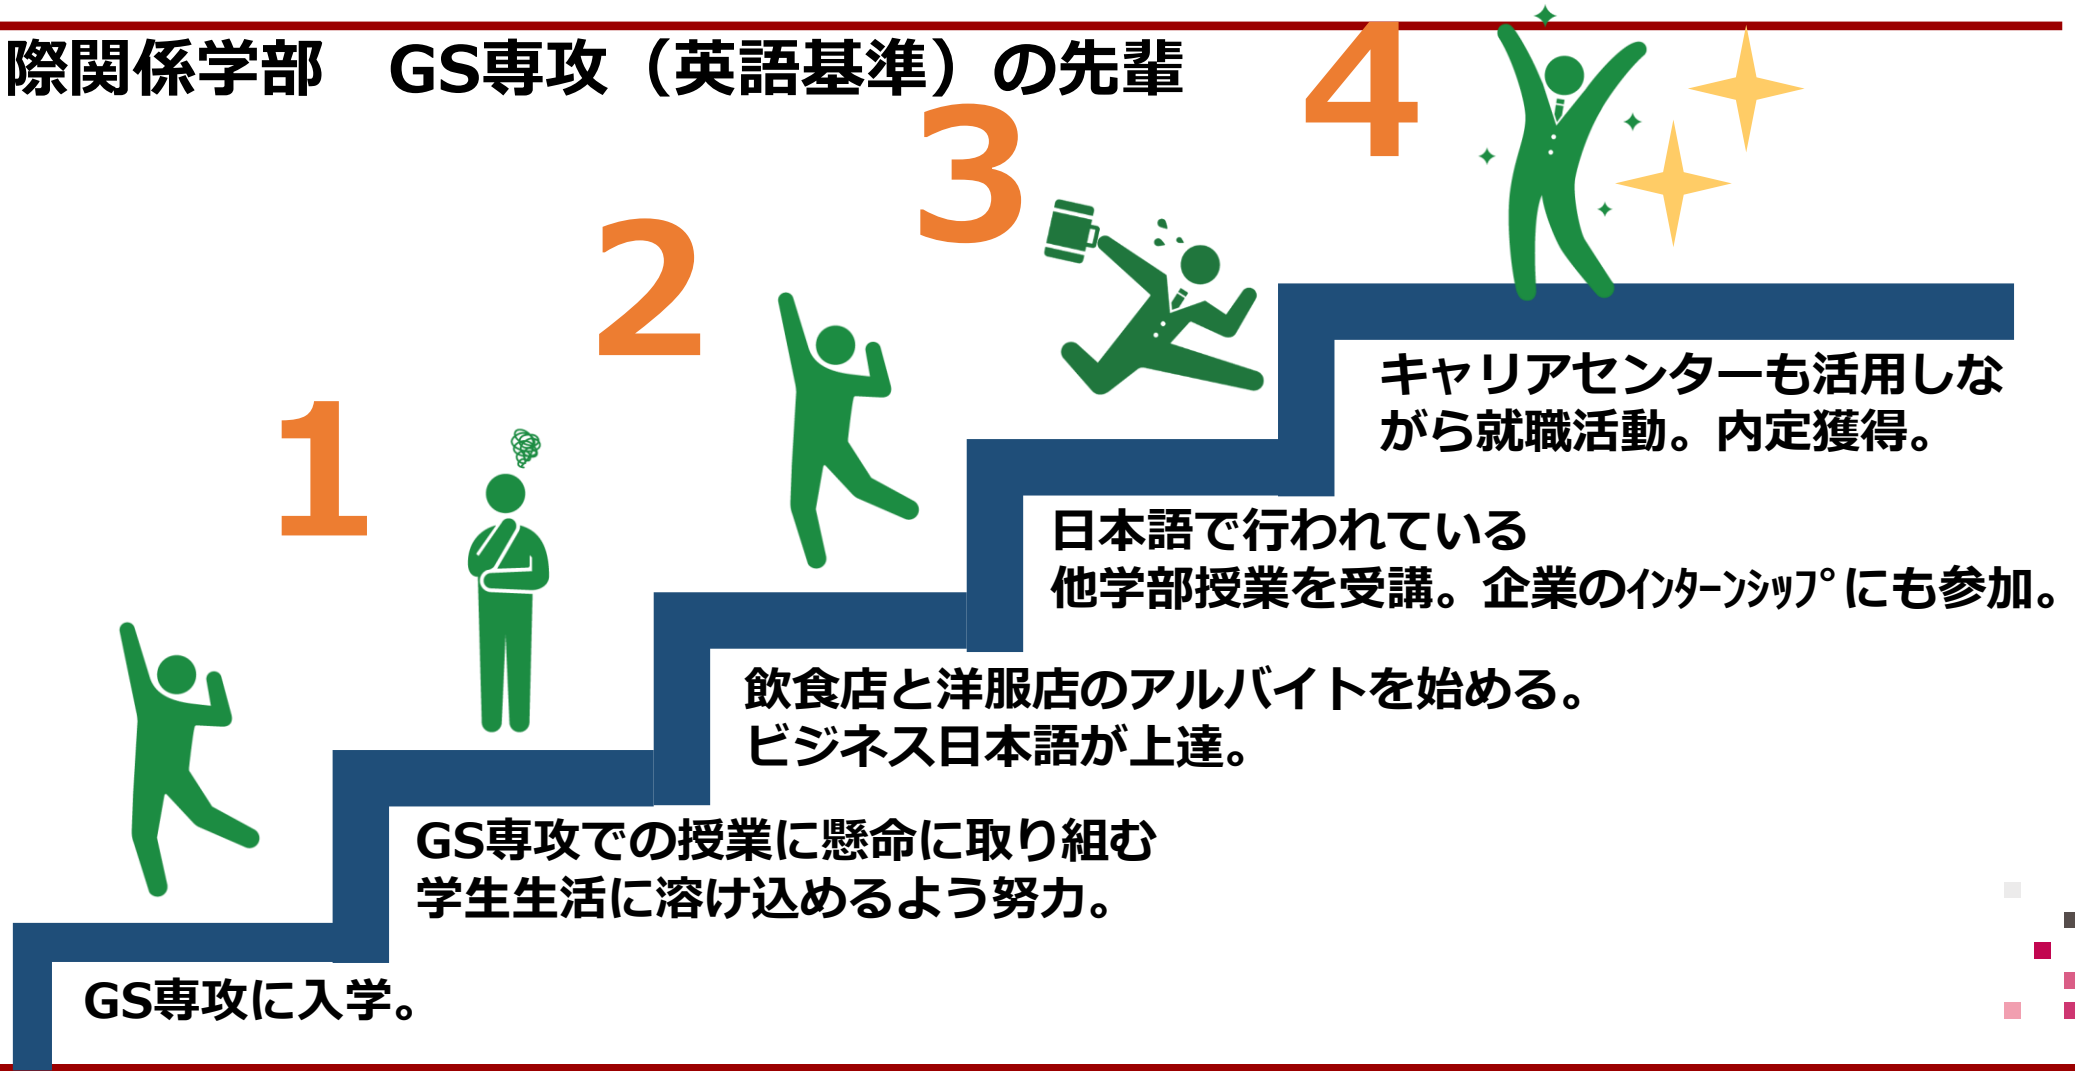 際関係学部　GS専攻（英語基準）の先輩
4
3
2
1
キャリアセンターも活用しな
がら就職活動。内定獲得。
日本語で行われている
他学部授業を受講。企業のｲﾝﾀｰﾝｼｯﾌﾟにも参加。
飲食店と洋服店のアルバイトを始める。
ビジネス日本語が上達。
GS専攻での授業に懸命に取り組む
学生生活に溶け込めるよう努力。
GS専攻に入学。